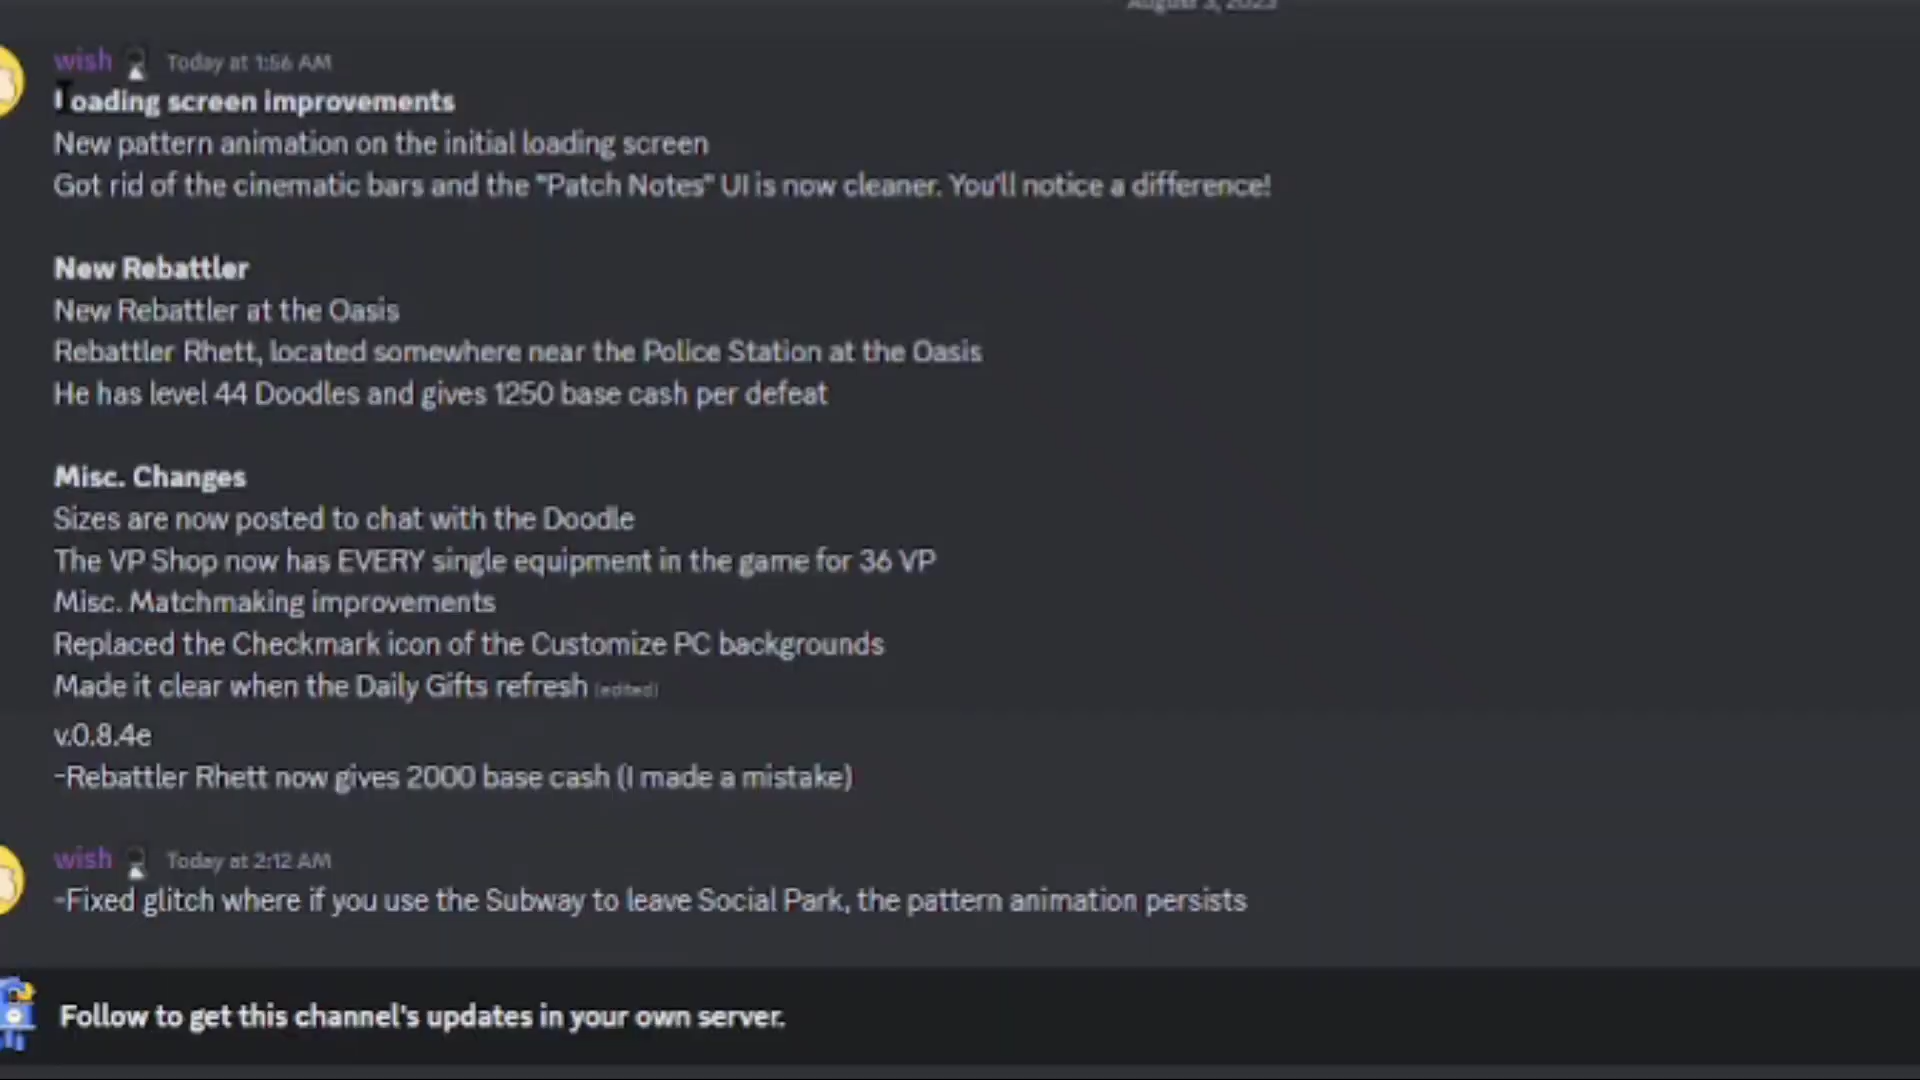 August 3, 2023
wish Today at 1:56 AM
Loading screen improvements
New pattern animation on the initial loading screen
Got rid of the cinematic bars and the "Patch Notes" UI is now cleaner. You'll notice a difference!
New Rebattler
New Rebattler at the Oasis
Rebattler Rhett, located somewhere near the Police Station at the Oasis
He has level 44 Doodles and gives 1250 base cash per defeat
Misc. Changes
Sizes are now posted to chat with the Doodle
The VP Shop now has EVERY single equipment in the game for 36 VP
Misc. Matchmaking improvements
Replaced the Checkmark icon of the Customize PC backgrounds
Made it clear when the Daily Gifts refresh (edited)
v.0.8.4e
-Rebattler Rhett now gives 2000 base cash (I made a mistake)
wish Today at 2:12 AM
-Fixed glitch where if you use the Subway to leave Social Park, the pattern animation persists
Follow to get this channel's updates in your own server.